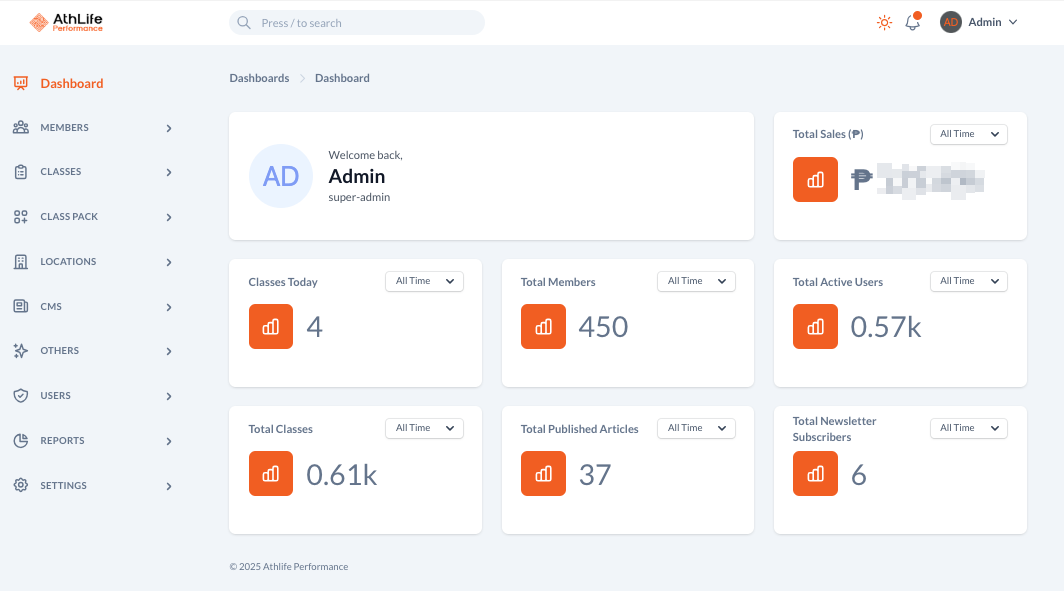 AthLife
Performance
Press / to search
AD
Admin
Dashboard
MEMBERS
CLASSES
CLASS PACK
LOCATIONS
CMS
OTHERS
USERS
REPORTS
SETTINGS
Dashboards
Dashboard
AD
Welcome back,
Admin
super-admin
Total Sales (₱)
All Time
₱
Classes Today
All Time
4
Total Members
All Time
450
Total Active Users
All Time
0.57k
Total Classes
All Time
0.61k
Total Published Articles
All Time
37
Total Newsletter
Subscribers
All Time
6
© 2025 Athlife Performance